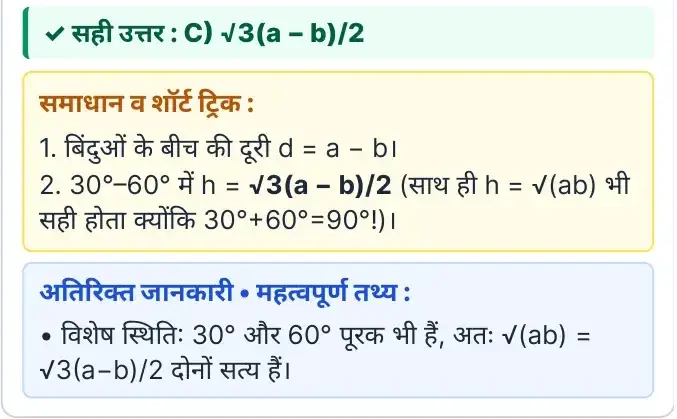 ✓ सही उत्तर : C) √3(a – b)/2
समाधान व शॉर्ट ट्रिक :
1. बिंदुओं के बीच की दूरी d = a − b।
2. 30°–60° में h = √3(a – b)/2 (साथ ही h = √(ab) भी
सही होता क्योंकि 30°+60°=90°!)।
अतिरिक्त जानकारी • महत्वपूर्ण तथ्य :
• विशेष स्थिति: 30° और 60° पूरक भी हैं, अतः √(ab) =
√3(a−b)/2 दोनों सत्य हैं।